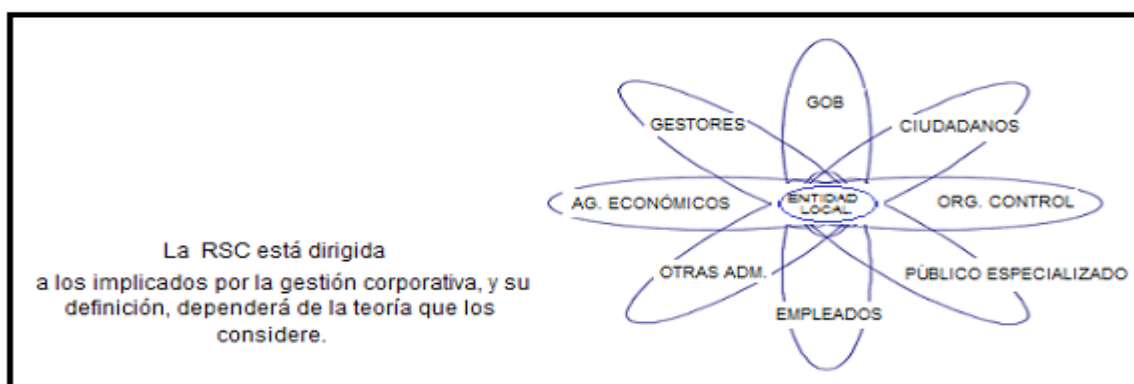 La RSC está dirigida
a los implicados por la gestión corporativa, y su
definición, dependerá de la teoría que los
considere.
GOB
GESTORES
CIUDADANOS
AG. ECONÓMICOS
ENTIDAD
LOCAL
ORG. CONTROL
OTRAS ADM.
PÚBLICO ESPECIALIZADO
EMPLEADOS